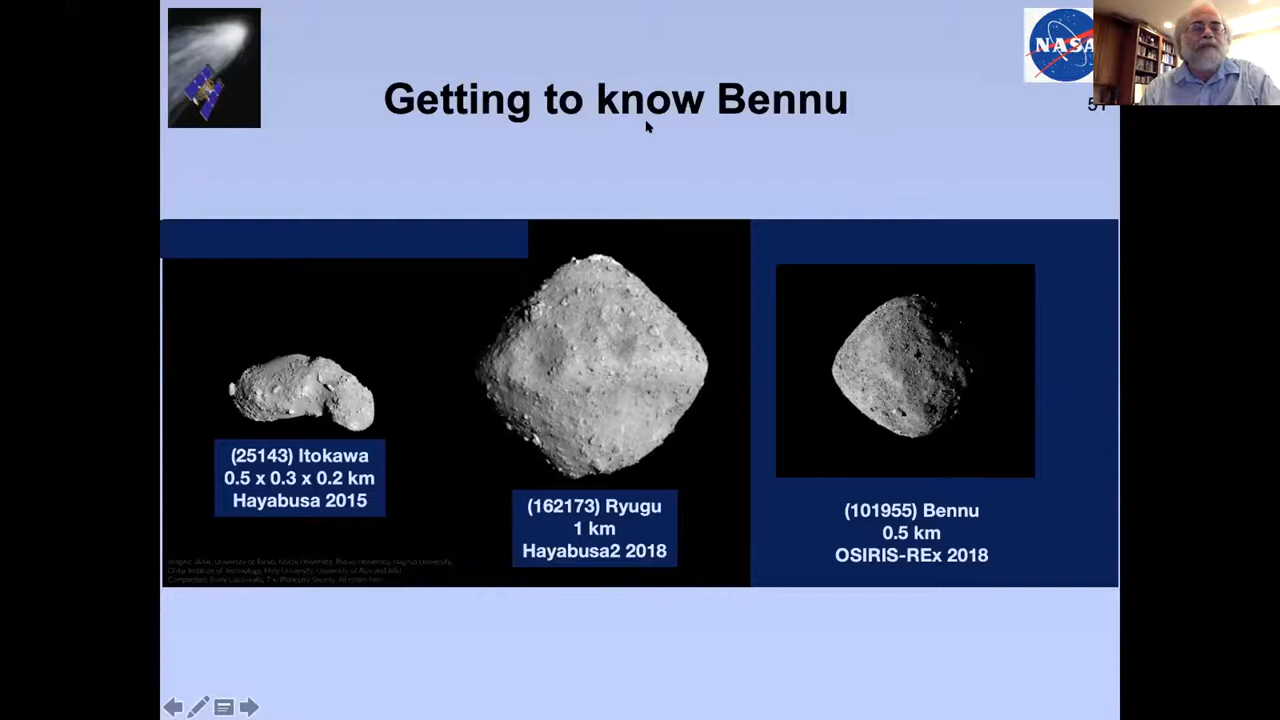 Getting to know Bennu
NASA
(25143) Itokawa
0.5 x 0.3 x 0.2 km
Hayabusa 2015
(162173) Ryugu
1 km
Hayabusa2 2018
(101955) Bennu
0.5 km
OSIRIS-REx 2018